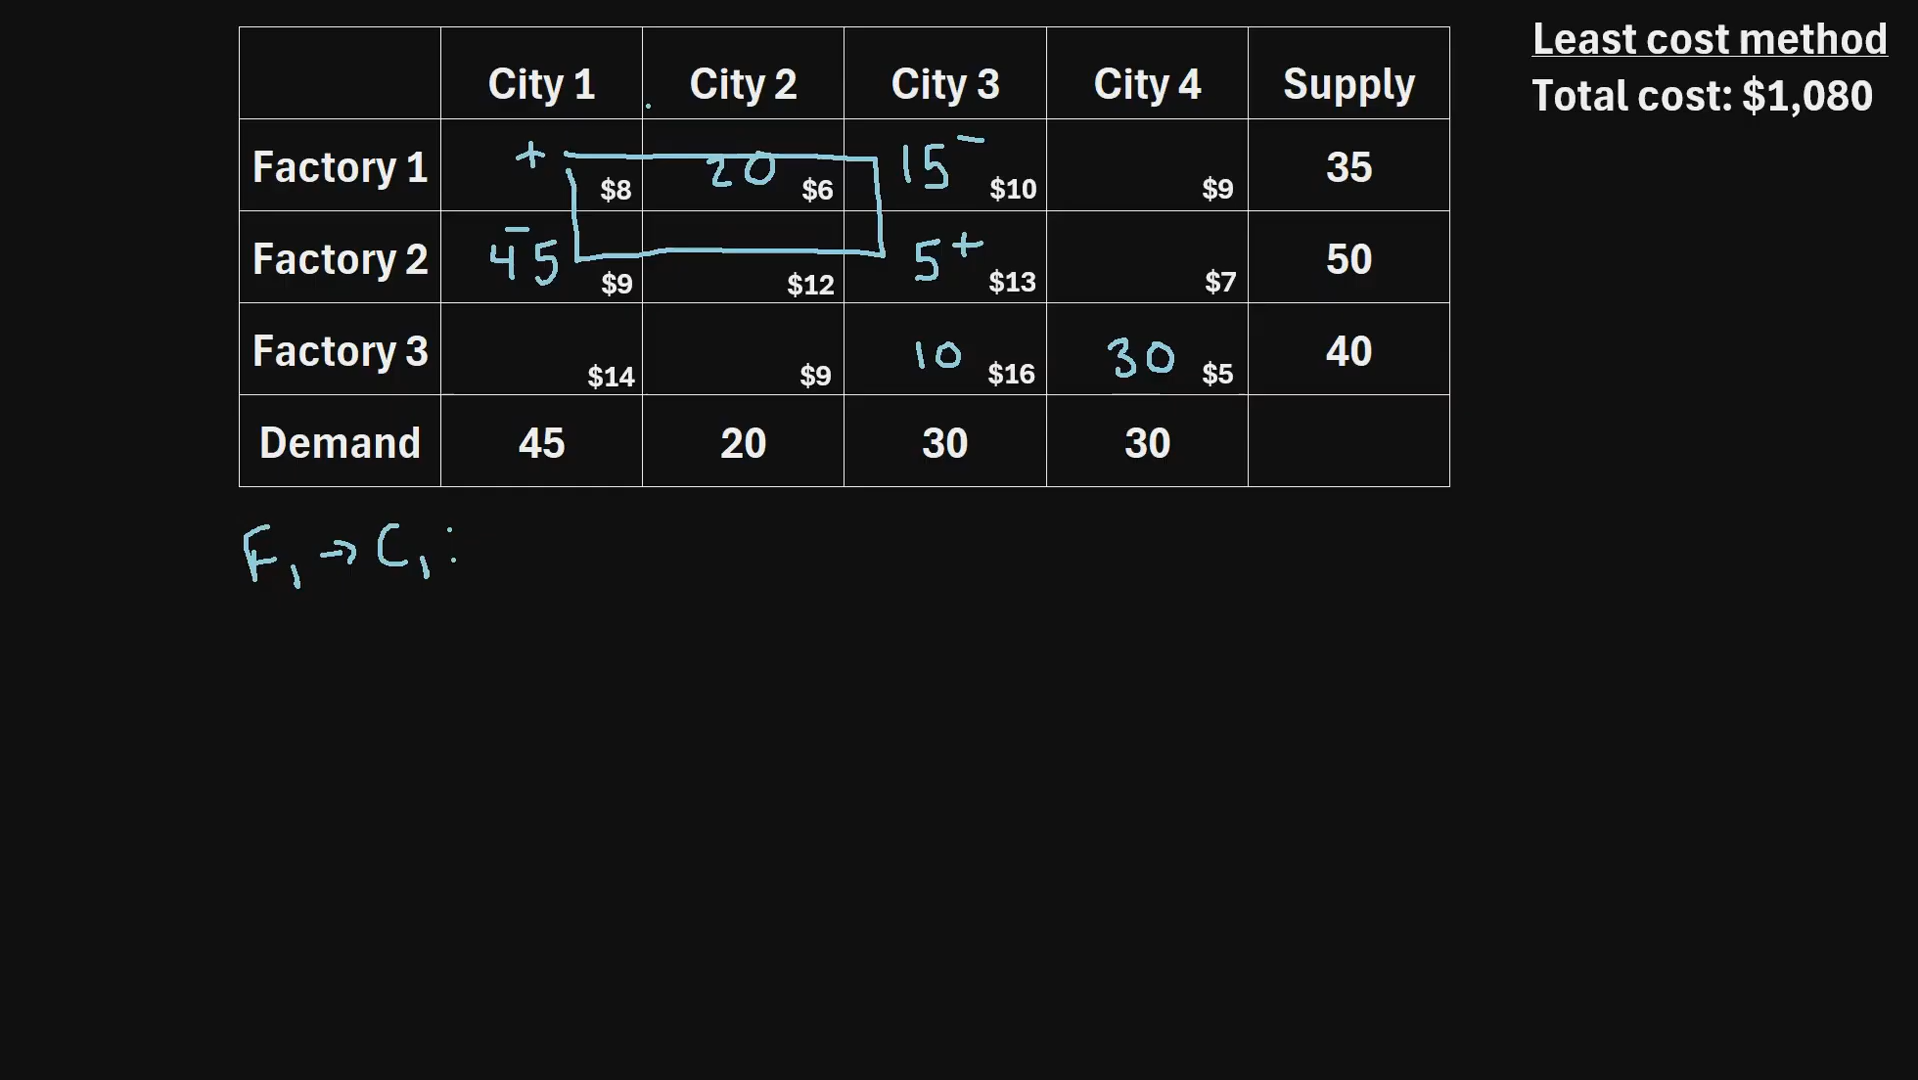 Least cost method
City 1 City 2 City 3 City 4 Supply
Total cost: $1,080
Factory 1 + $8 20 $6 15 − $10 $9 35
Factory 2 45 − $9 $12 5 + $13 $7 50
Factory 3 $14 $9 10 $16 30 $5 40
Demand 45 20 30 30
F₁ → C₁ :